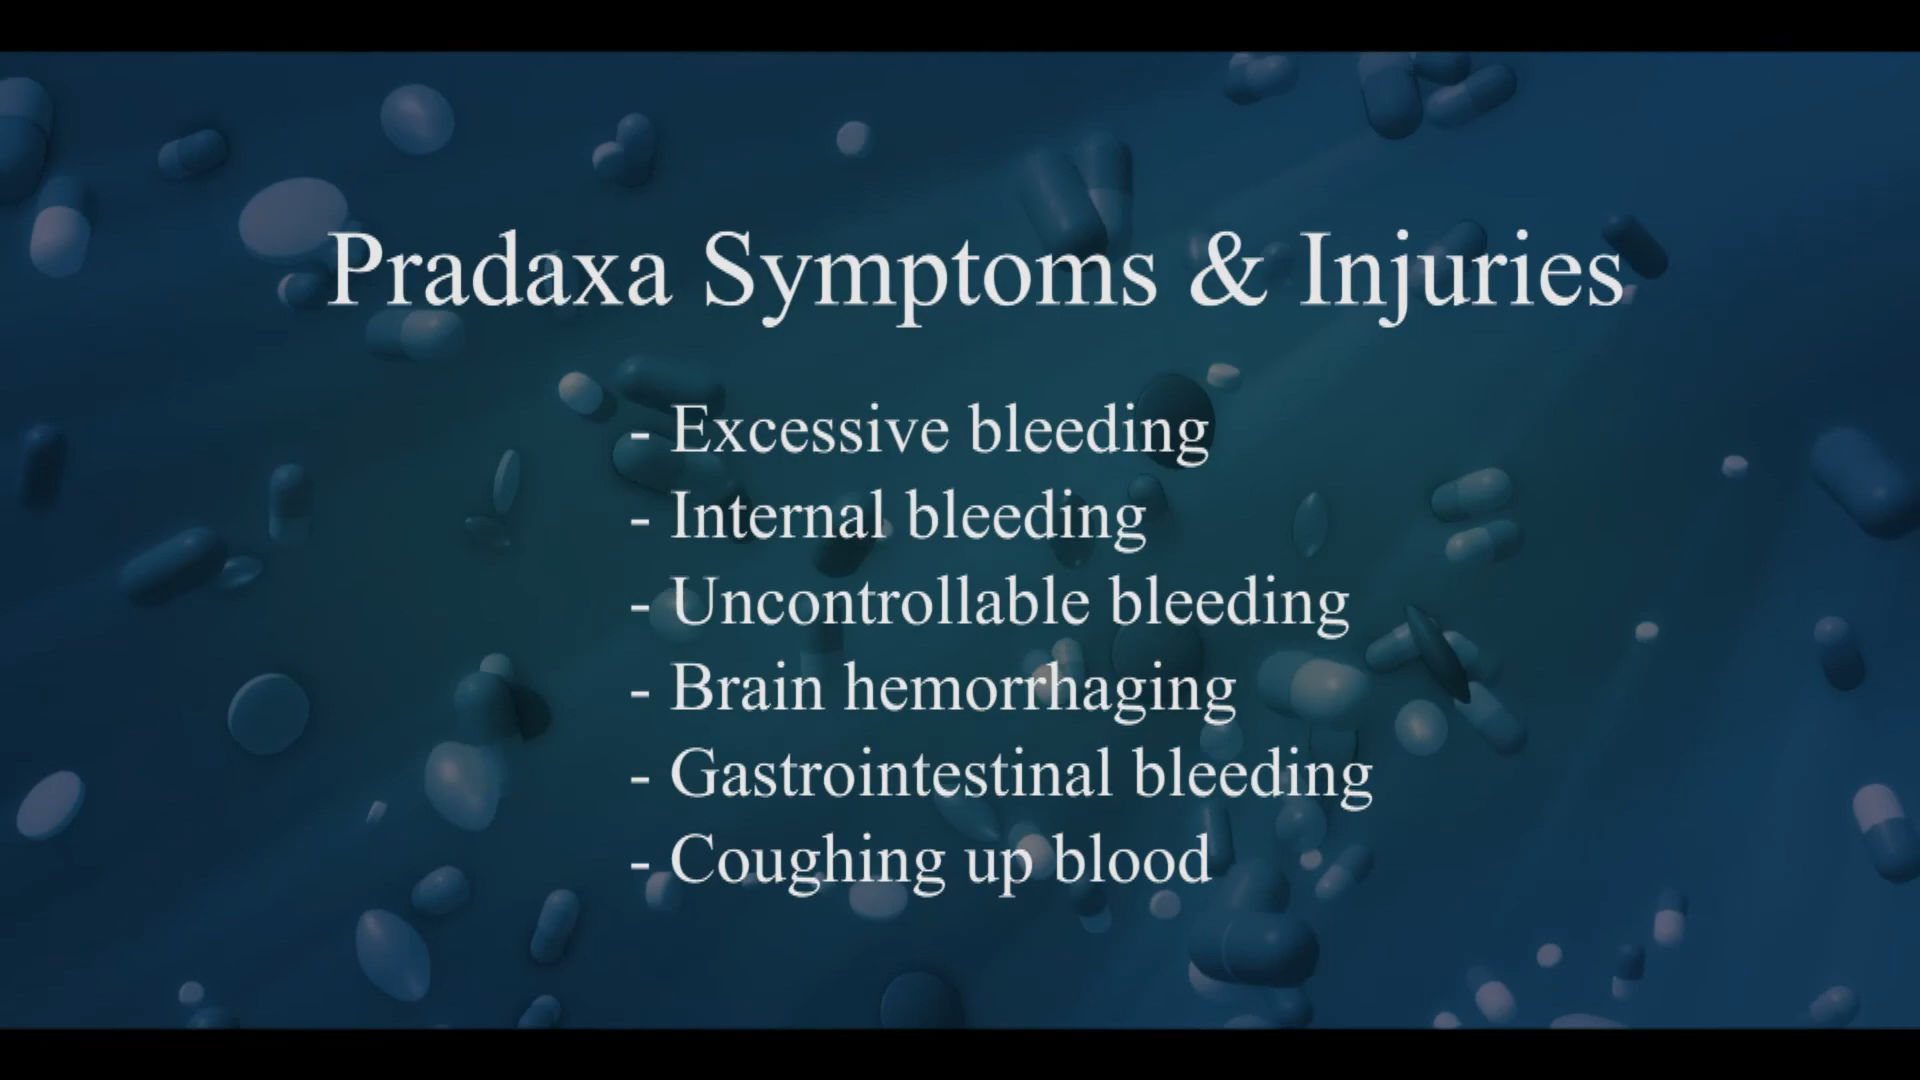 Pradaxa Symptoms & Injuries
- Excessive bleeding
- Internal bleeding
- Uncontrollable bleeding
- Brain hemorrhaging
- Gastrointestinal bleeding
- Coughing up blood